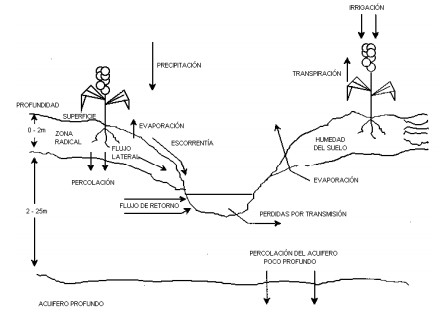 IRRIGACIÓN
PRECIPITACIÓN
TRANSPIRACIÓN
PROFUNDIDAD
SUPERFICIE
0 - 2m
ZONA
RADICAL
EVAPORACIÓN
ESCORRENTÍA
FLUJO
LATERAL
HUMEDAD
DEL SUELO
PERCOLACIÓN
EVAPORACIÓN
2 - 25m
FLUJO DE RETORNO
PERDIDAS POR TRANSMISIÓN
PERCOLACIÓN DEL ACUIFERO
POCO PROFUNDO
ACUIFERO PROFUNDO